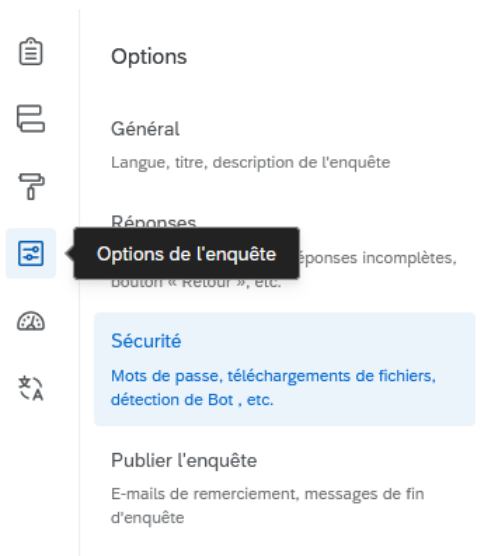 Options
Général
Langue, titre, description de l'enquête
Réponses
Options de l'enquête
éponses incomplètes,
bouton « Retour », etc.
Sécurité
Mots de passe, téléchargements de fichiers,
détection de Bot , etc.
Publier l'enquête
E-mails de remerciement, messages de fin
d'enquête